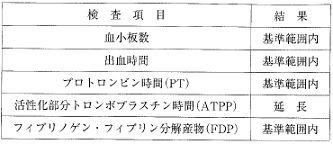 検査項目 結果
血小板数 基準範囲内
出血時間 基準範囲内
プロトロンビン時間(PT) 基準範囲内
活性化部分トロンボプラスチン時間(ATPP) 延長
フィブリノゲン・フィブリン分解産物(FDP) 基準範囲内